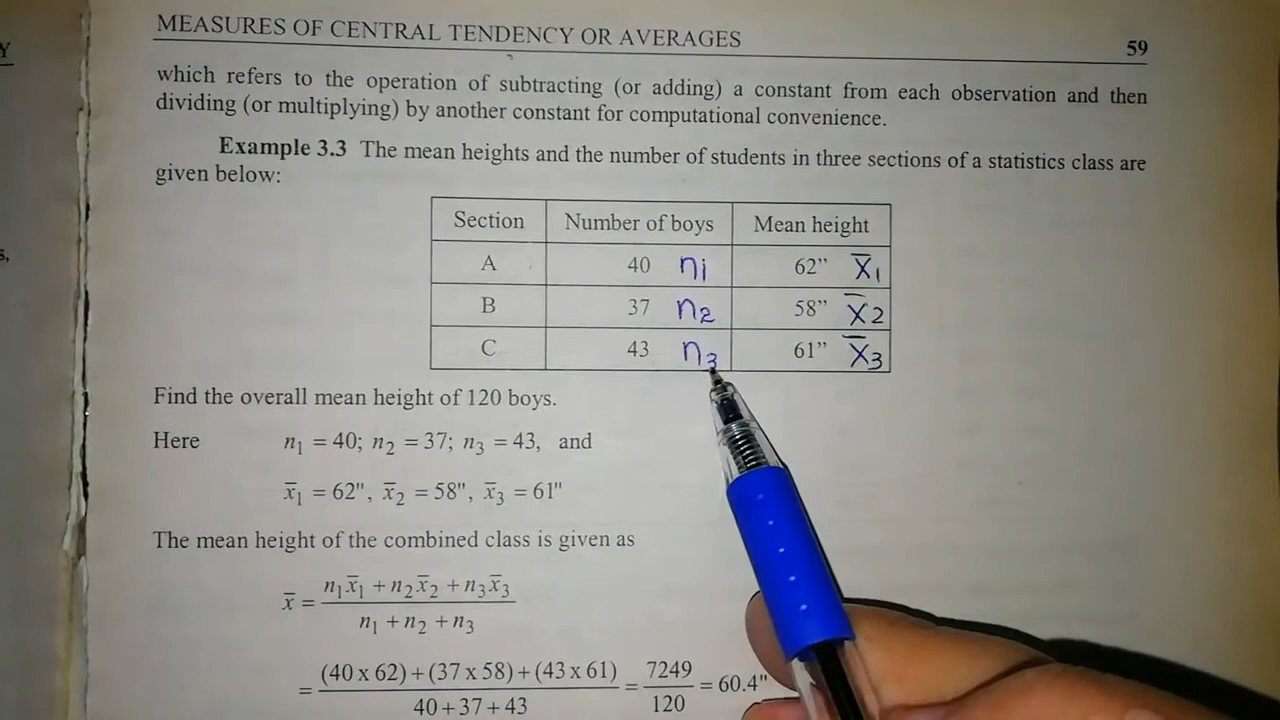 Y
s,
MEASURES OF CENTRAL TENDENCY OR AVERAGES 59
which refers to the operation of subtracting (or adding) a constant from each observation and then
dividing (or multiplying) by another constant for computational convenience.
Example 3.3 The mean heights and the number of students in three sections of a statistics class are
given below:
Section Number of boys Mean height
A 40 n1 62” x̄1
B 37 n2 58” x̄2
C 43 n3 61” x̄3
Find the overall mean height of 120 boys.
Here n₁ = 40; n₂ = 37; n₃ = 43, and
x̄₁ = 62", x̄₂ = 58", x̄₃ = 61"
The mean height of the combined class is given as
x̄ = (n₁x̄₁ + n₂x̄₂ + n₃x̄₃) / (n₁ + n₂ + n₃)
= ((40 x 62) + (37 x 58) + (43 x 61)) / (40 + 37 + 43) = 7249 / 120 = 60.4"